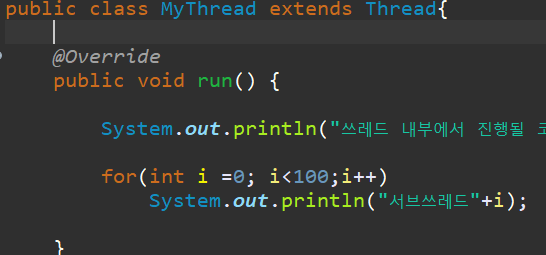 public class MyThread extends Thread{
@Override
public void run() {
System.out.println("쓰레드 내부에서 진행될
for(int i =0; i<100;i++)
System.out.println("서브쓰레드"+i);
}